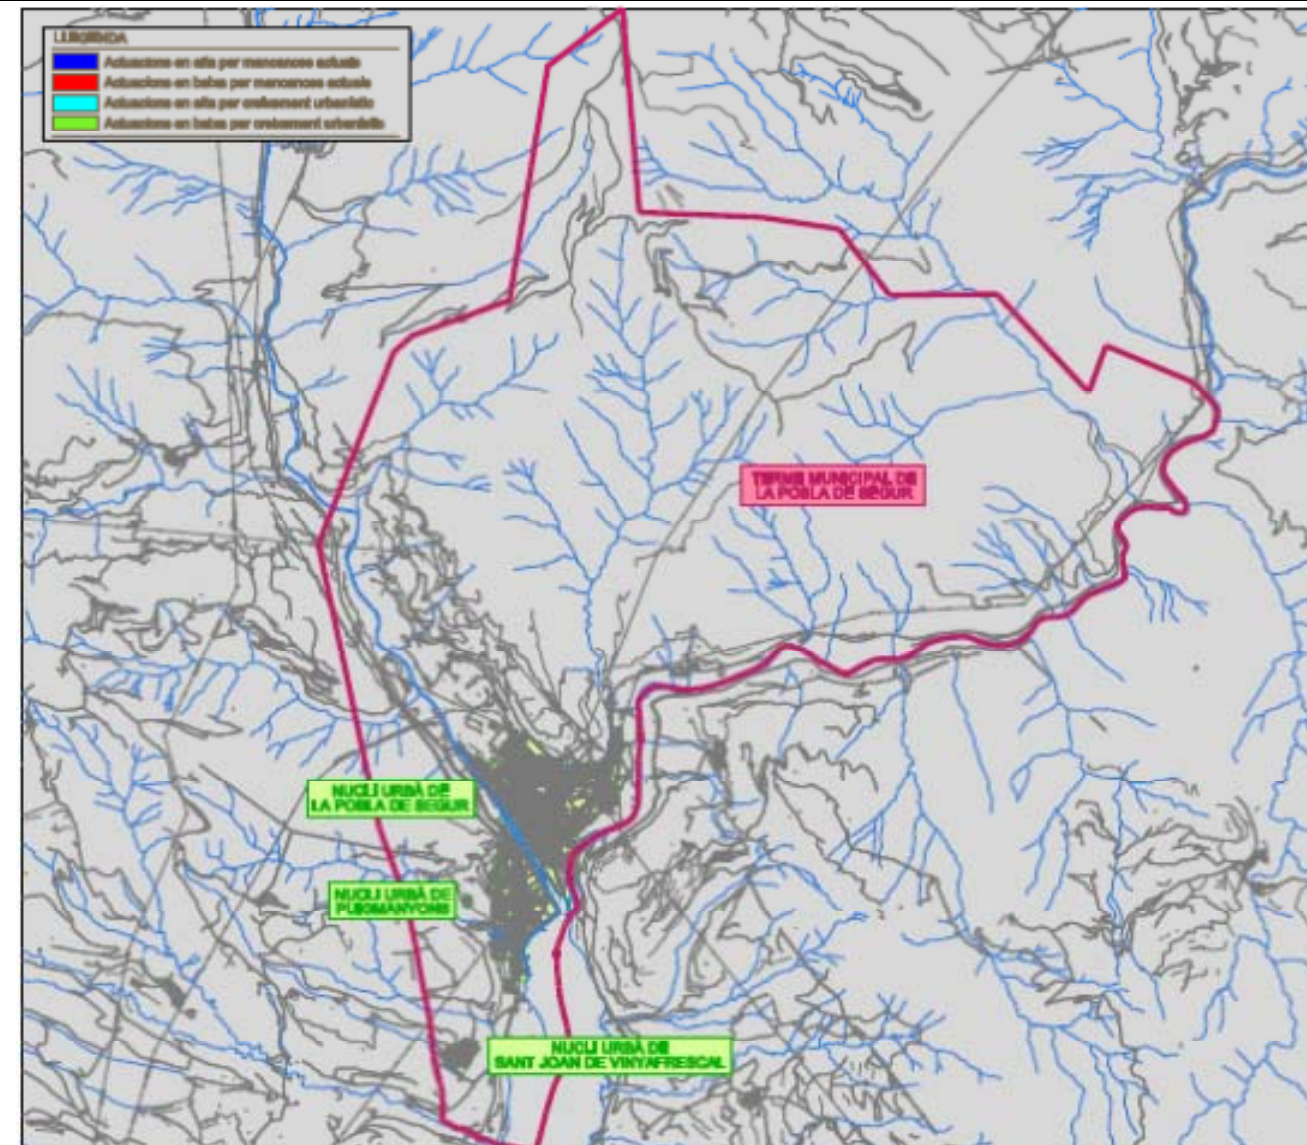 LLEGENDA
Actuacions en alta per mancances actuals
Actuacions en baixa per mancances actuals
Actuacions en alta per creixement urbanístic
Actuacions en baixa per creixement urbanístic
TERME MUNICIPAL DE
LA POBLA DE SEGUR
NUCLI URBÀ DE
LA POBLA DE SEGUR
NUCLI URBÀ DE
PUIGMANYONS
NUCLI URBÀ DE
SANT JOAN DE VINYAFRESCAL